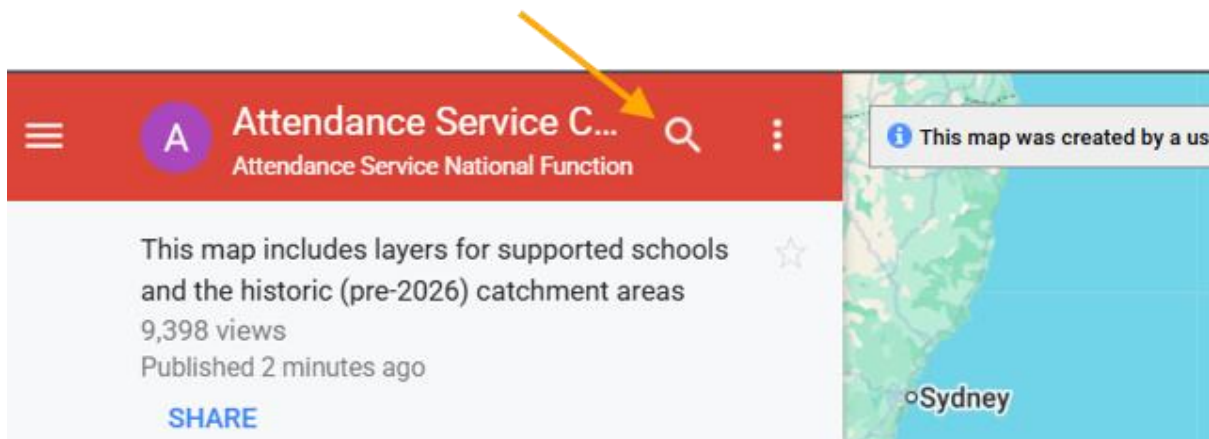 A
Attendance Service C...
Attendance Service National Function
This map was created by a us
This map includes layers for supported schools
and the historic (pre-2026) catchment areas
9,398 views
Published 2 minutes ago
SHARE
Sydney